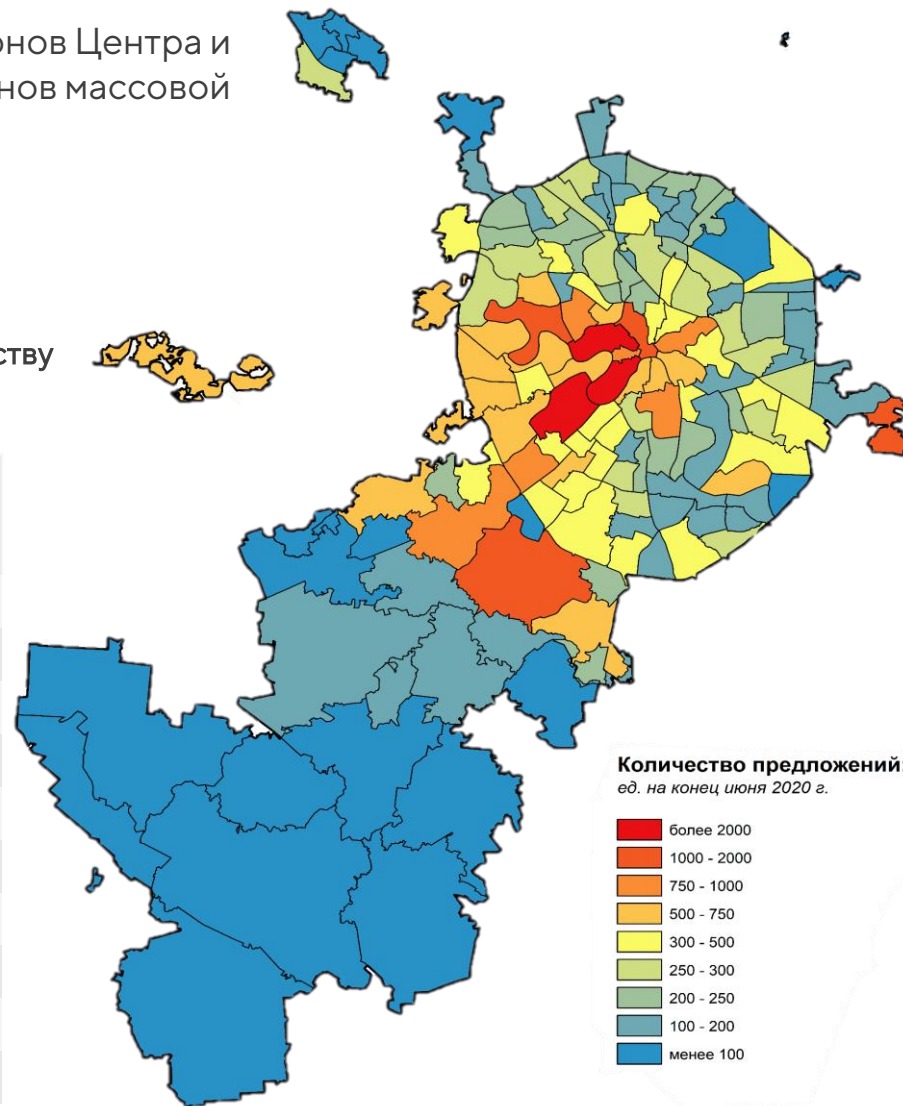 онов Центра и
нов массовой
ству
Количество предложений:
ед. на конец июня 2020 г.
более 2000
1000 - 2000
750 - 1000
500 - 750
300 - 500
250 - 300
200 - 250
100 - 200
менее 100